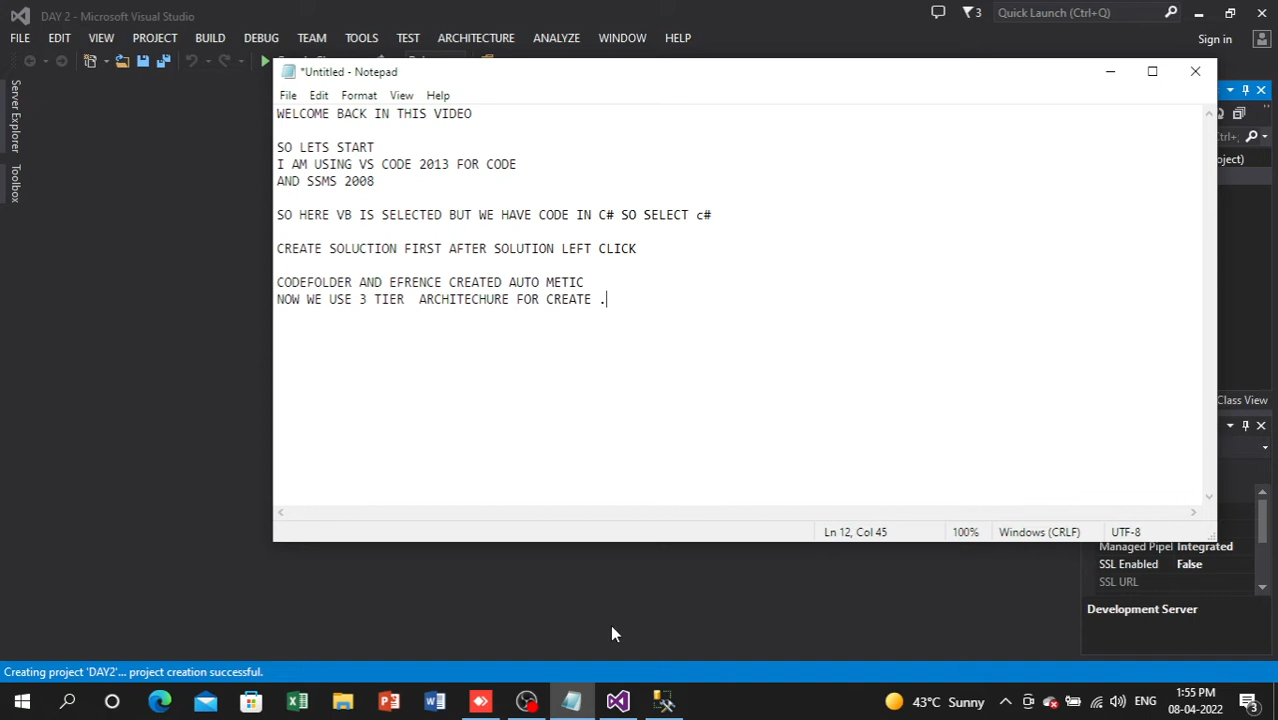 DAY 2 - Microsoft Visual Studio
3
Quick Launch (Ctrl+Q)
FILE EDIT VIEW PROJECT BUILD DEBUG TEAM TOOLS TEST ARCHITECTURE ANALYZE WINDOW HELP
Sign in
Server Explorer
Toolbox
*Untitled - Notepad
File Edit Format View Help
WELCOME BACK IN THIS VIDEO
SO LETS START
I AM USING VS CODE 2013 FOR CODE
AND SSMS 2008
SO HERE VB IS SELECTED BUT WE HAVE CODE IN C# SO SELECT c#
CREATE SOLUCTION FIRST AFTER SOLUTION LEFT CLICK
CODEFOLDER AND EFRENCE CREATED AUTO METIC
NOW WE USE 3 TIER  ARCHITECHURE FOR CREATE .
Ln 12, Col 45
100%
Windows (CRLF)
UTF-8
Class View
Managed Pipel Integrated
SSL Enabled False
SSL URL
Development Server
Creating project 'DAY2'... project creation successful.
43°C Sunny
ENG
1:55 PM
08-04-2022
3